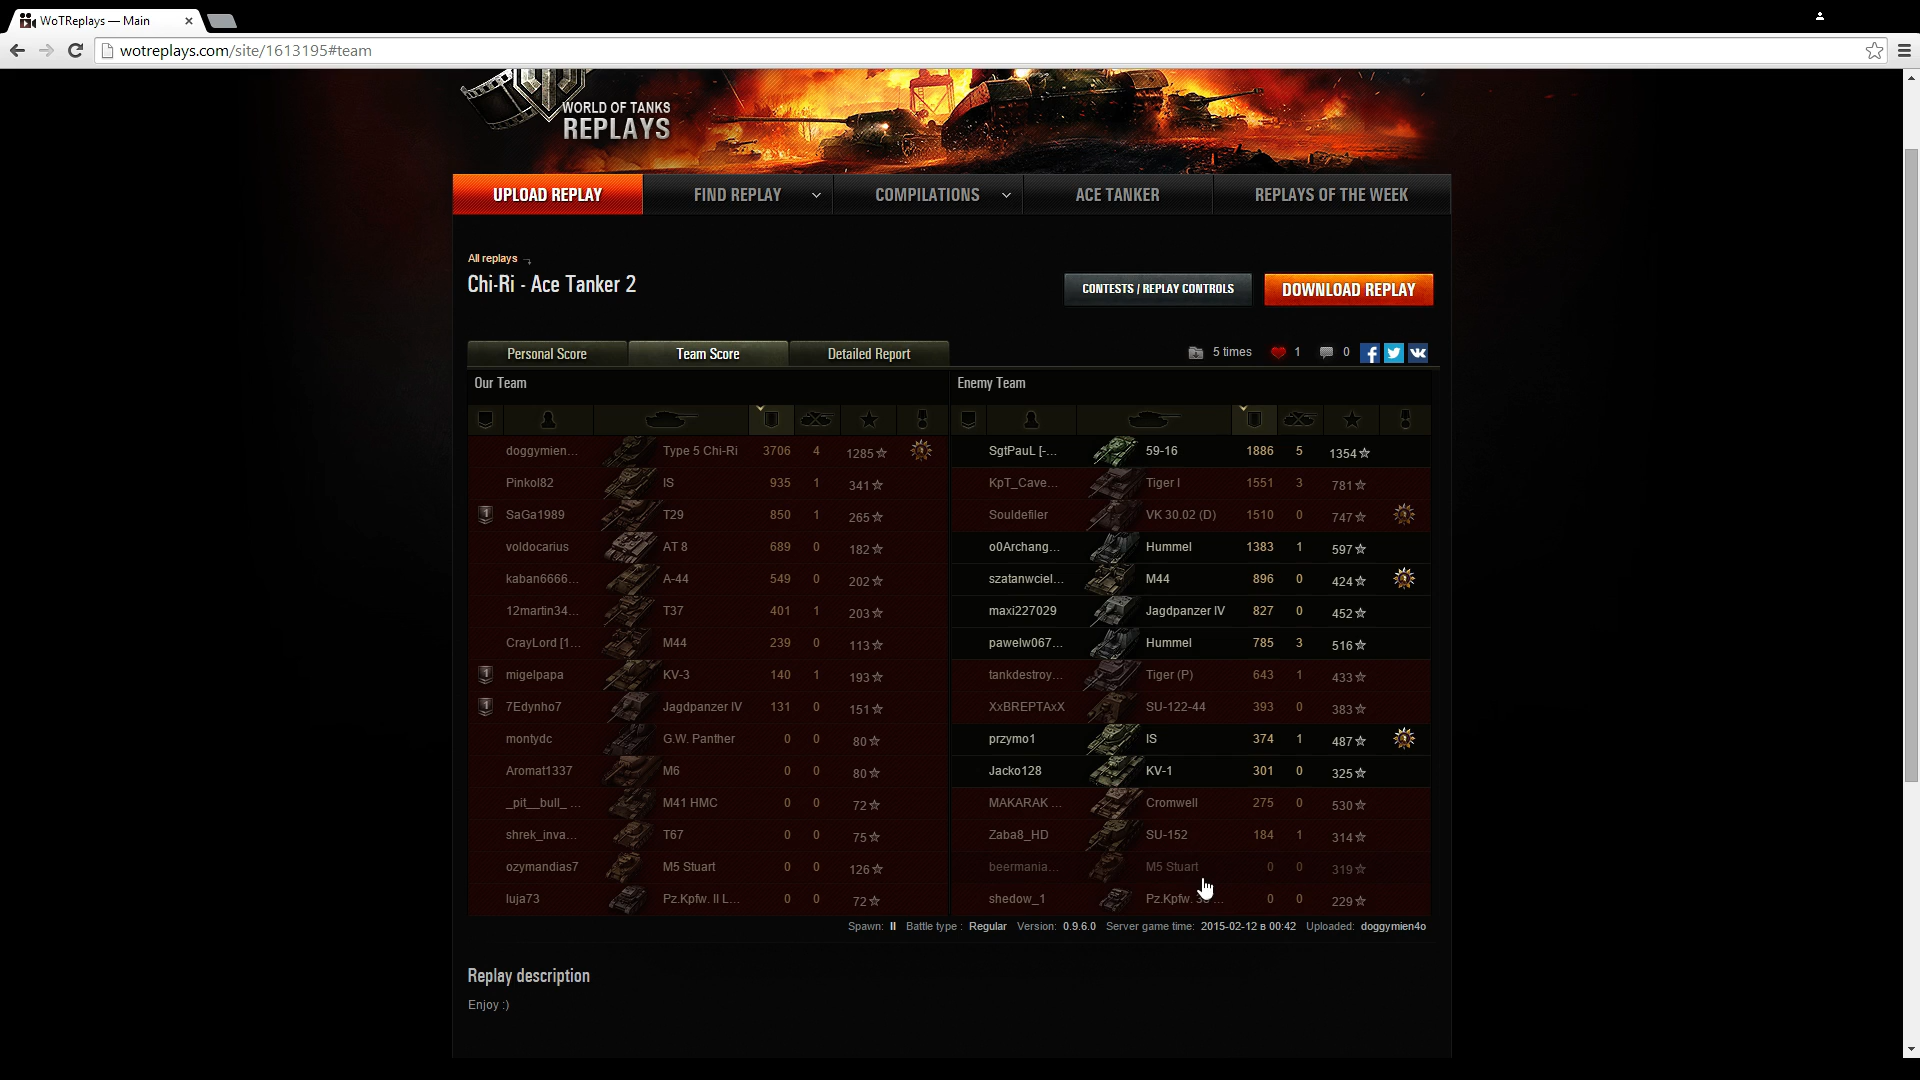 WoTReplays — Main
wotreplays.com/site/1613195#team
WORLD OF TANKS
REPLAYS
UPLOAD REPLAY FIND REPLAY COMPILATIONS ACE TANKER REPLAYS OF THE WEEK
All replays
Chi-Ri - Ace Tanker 2
CONTESTS / REPLAY CONTROLS DOWNLOAD REPLAY
Personal Score Team Score Detailed Report 5 times 1 0
Our Team Enemy Team
doggymien... Type 5 Chi-Ri 3706 4 1285 SgtPauL [-... 59-16 1886 5 1354
Pinkol82 IS 935 1 341 KpT_Cave... Tiger I 1551 3 781
1 SaGa1989 T29 850 1 265 Souldefiler VK 30.02 (D) 1510 0 747
voldocarius AT 8 689 0 182 o0Archang... Hummel 1383 1 597
kaban6666... A-44 549 0 202 szatanwciel... M44 896 0 424
12martin34... T37 401 1 203 maxi227029 Jagdpanzer IV 827 0 452
CrayLord [1... M44 239 0 113 pawelw067... Hummel 785 3 516
1 migelpapa KV-3 140 1 193 tankdestroy... Tiger (P) 643 1 433
1 7Edynho7 Jagdpanzer IV 131 0 151 XxBREPTAxX SU-122-44 393 0 383
montydc G.W. Panther 0 0 80 przymo1 IS 374 1 487
Aromat1337 M6 0 0 80 Jacko128 KV-1 301 0 325
_pit__bull_ ... M41 HMC 0 0 72 MAKARAK ... Cromwell 275 0 530
shrek_inva... T67 0 0 75 Zaba8_HD SU-152 184 1 314
ozymandias7 M5 Stuart 0 0 126 beermania... M5 Stuart 0 0 319
luja73 Pz.Kpfw. II L... 0 0 72 shedow_1 Pz.Kpfw. 0 0 229
Spawn: II Battle type : Regular Version: 0.9.6.0 Server game time: 2015-02-12 в 00:42 Uploaded: doggymien4o
Replay description
Enjoy :)